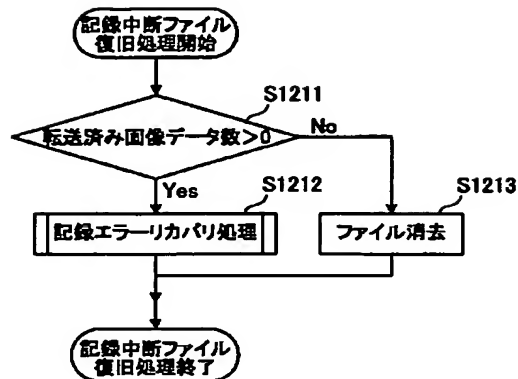 記録中断ファイル
復旧処理開始
S1211
転送済み画像データ数>0
No
Yes
S1212
S1213
記録エラーリカバリ処理
ファイル消去
記録中断ファイル
復旧処理終了